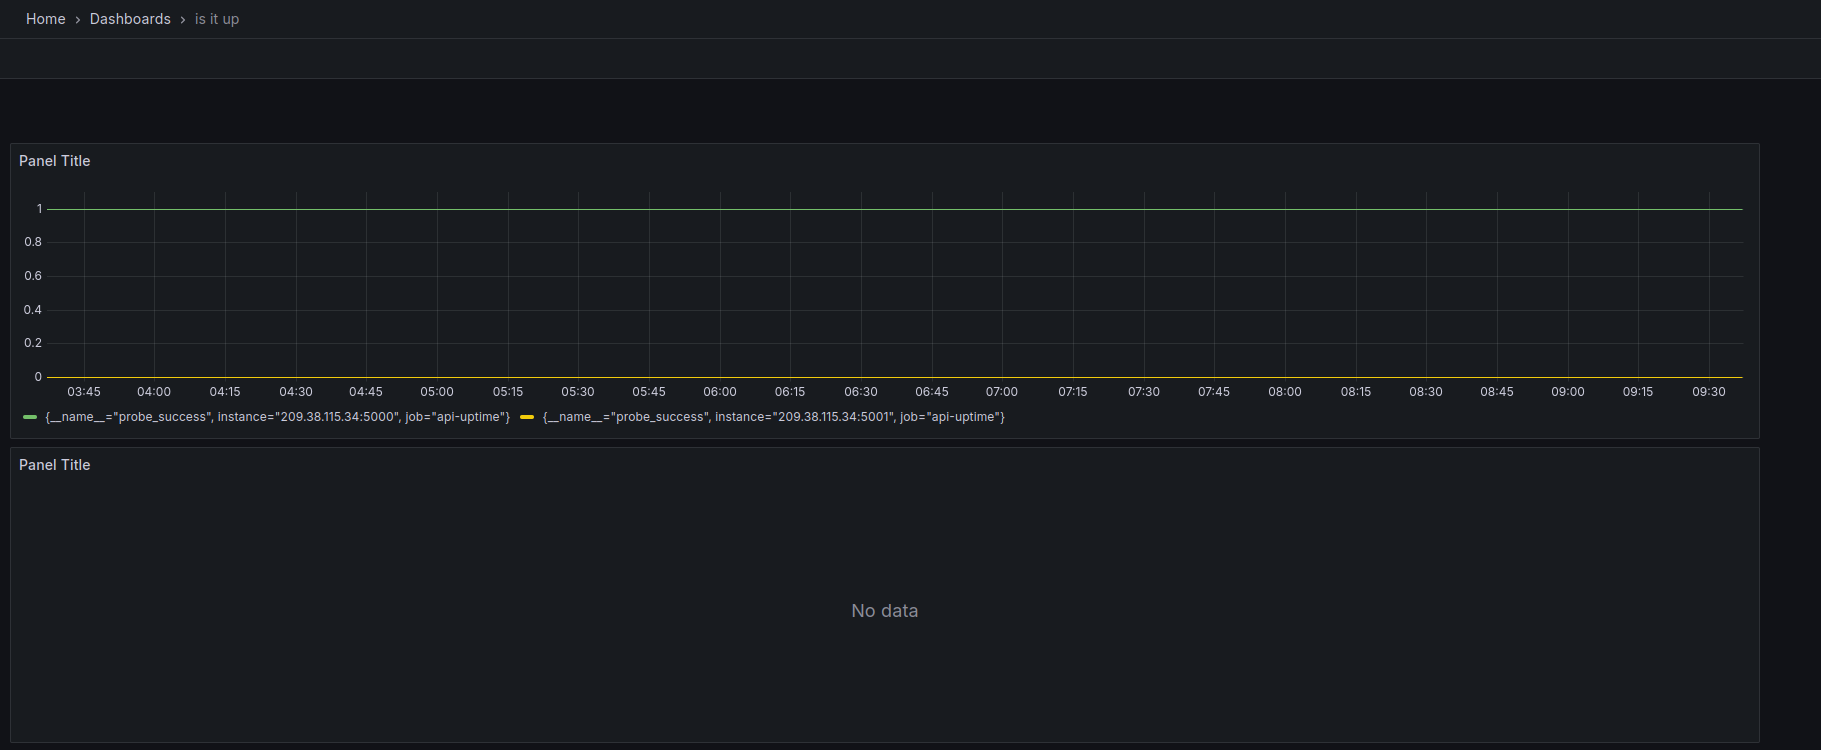 Home › Dashboards › is it up
Panel Title
1
0.8
0.6
0.4
0.2
0
03:45 04:00 04:15 04:30 04:45 05:00 05:15 05:30 05:45 06:00 06:15 06:30 06:45 07:00 07:15 07:30 07:45 08:00 08:15 08:30 08:45 09:00 09:15 09:30
{__name__="probe_success", instance="209.38.115.34:5000", job="api-uptime"} {__name__="probe_success", instance="209.38.115.34:5001", job="api-uptime"}
Panel Title
No data